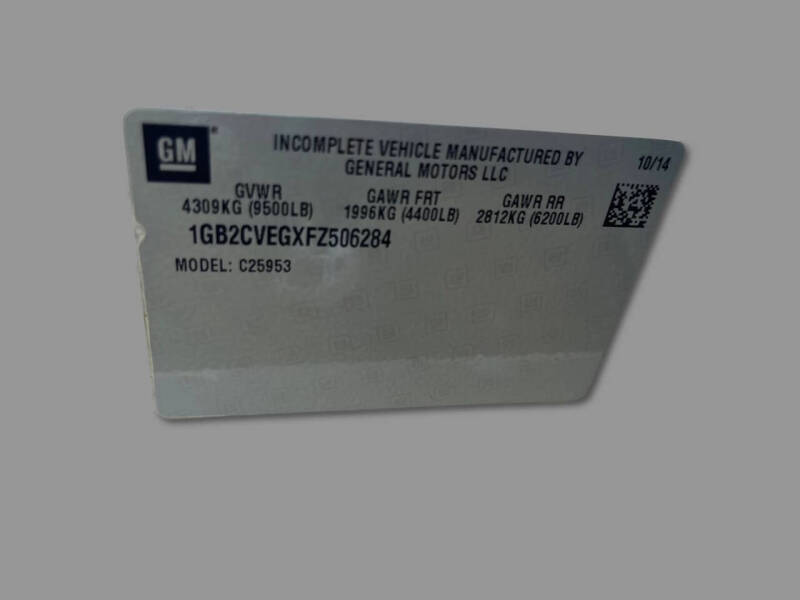 GM
INCOMPLETE VEHICLE MANUFACTURED BY
GENERAL MOTORS LLC
10/14
GVWR GAWR FRT GAWR RR
4309KG (9500LB) 1996KG (4400LB) 2812KG (6200LB)
1GB2CVEGXFZ506284
MODEL: C25953